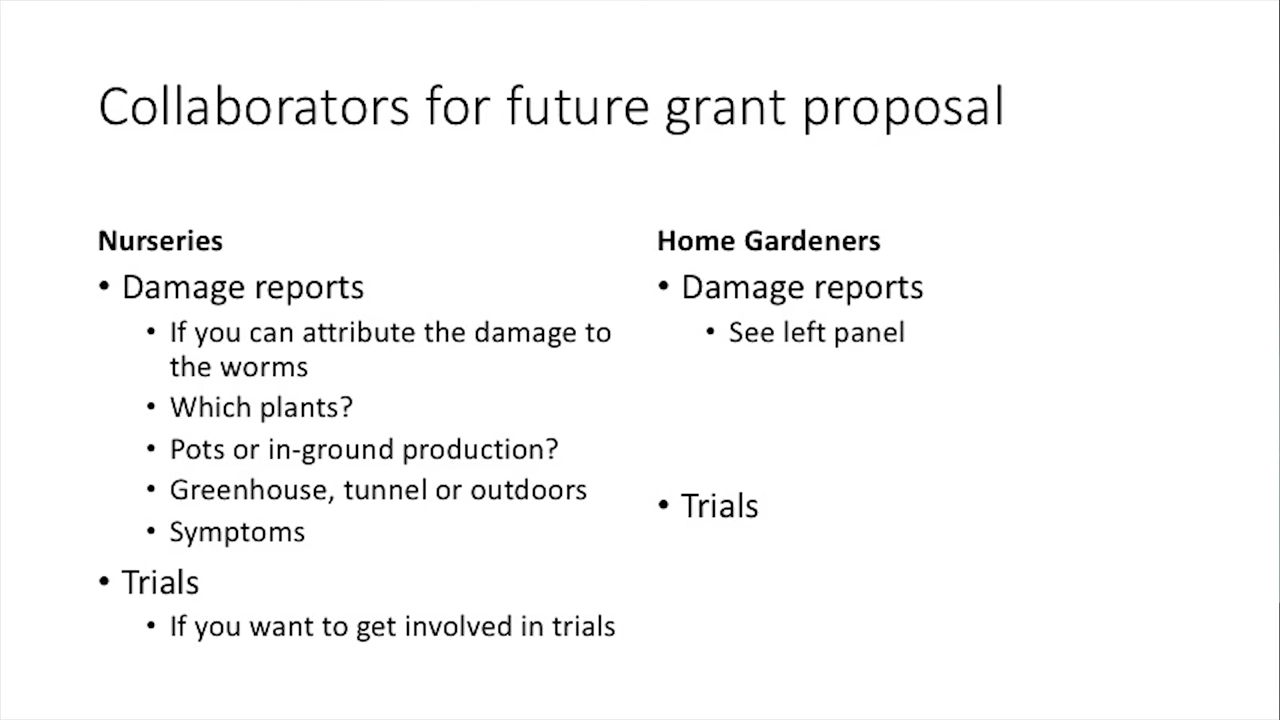 Collaborators for future grant proposal
Nurseries
• Damage reports
• If you can attribute the damage to
the worms
• Which plants?
• Pots or in-ground production?
• Greenhouse, tunnel or outdoors
• Symptoms
• Trials
• If you want to get involved in trials
Home Gardeners
• Damage reports
• See left panel
• Trials